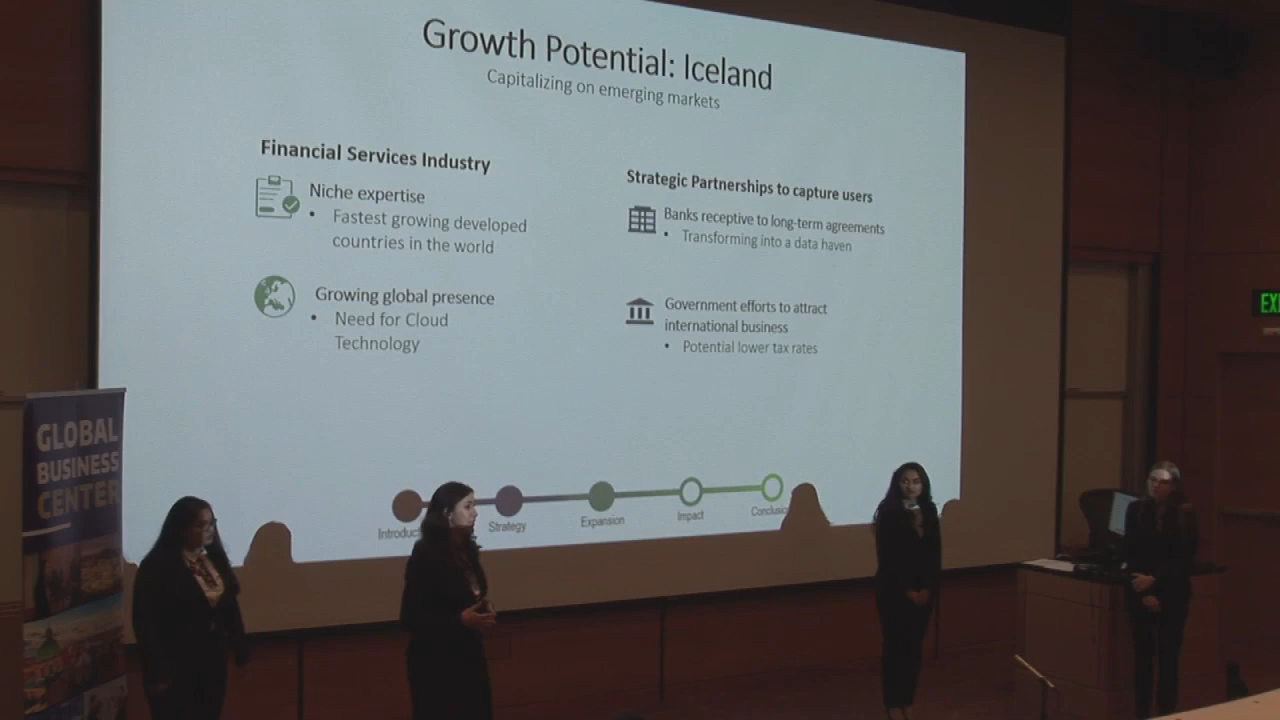 Growth Potential: Iceland
Capitalizing on emerging markets
Financial Services Industry
Niche expertise
• Fastest growing developed
countries in the world
Growing global presence
• Need for Cloud
Technology
Strategic Partnerships to capture users
Banks receptive to long-term agreements
• Transforming into a data haven
Government efforts to attract
international business
• Potential lower tax rates
Introduc
Strategy
Expansion
Impact
Conclusi
GLOBAL
BUSINESS
CENTER
EX